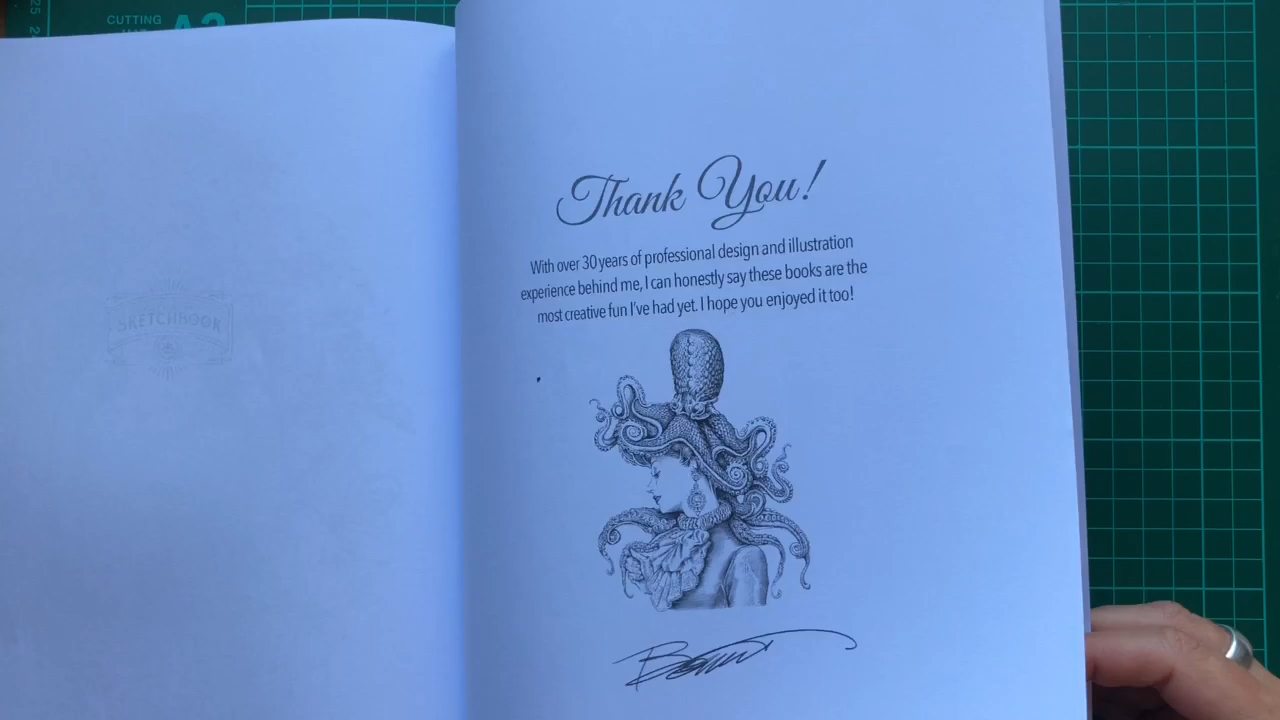 CUTTING
A3
SKETCHBOOK
Thank You!
With over 30 years of professional design and illustration
experience behind me, I can honestly say these books are the
most creative fun I've had yet. I hope you enjoyed it too!